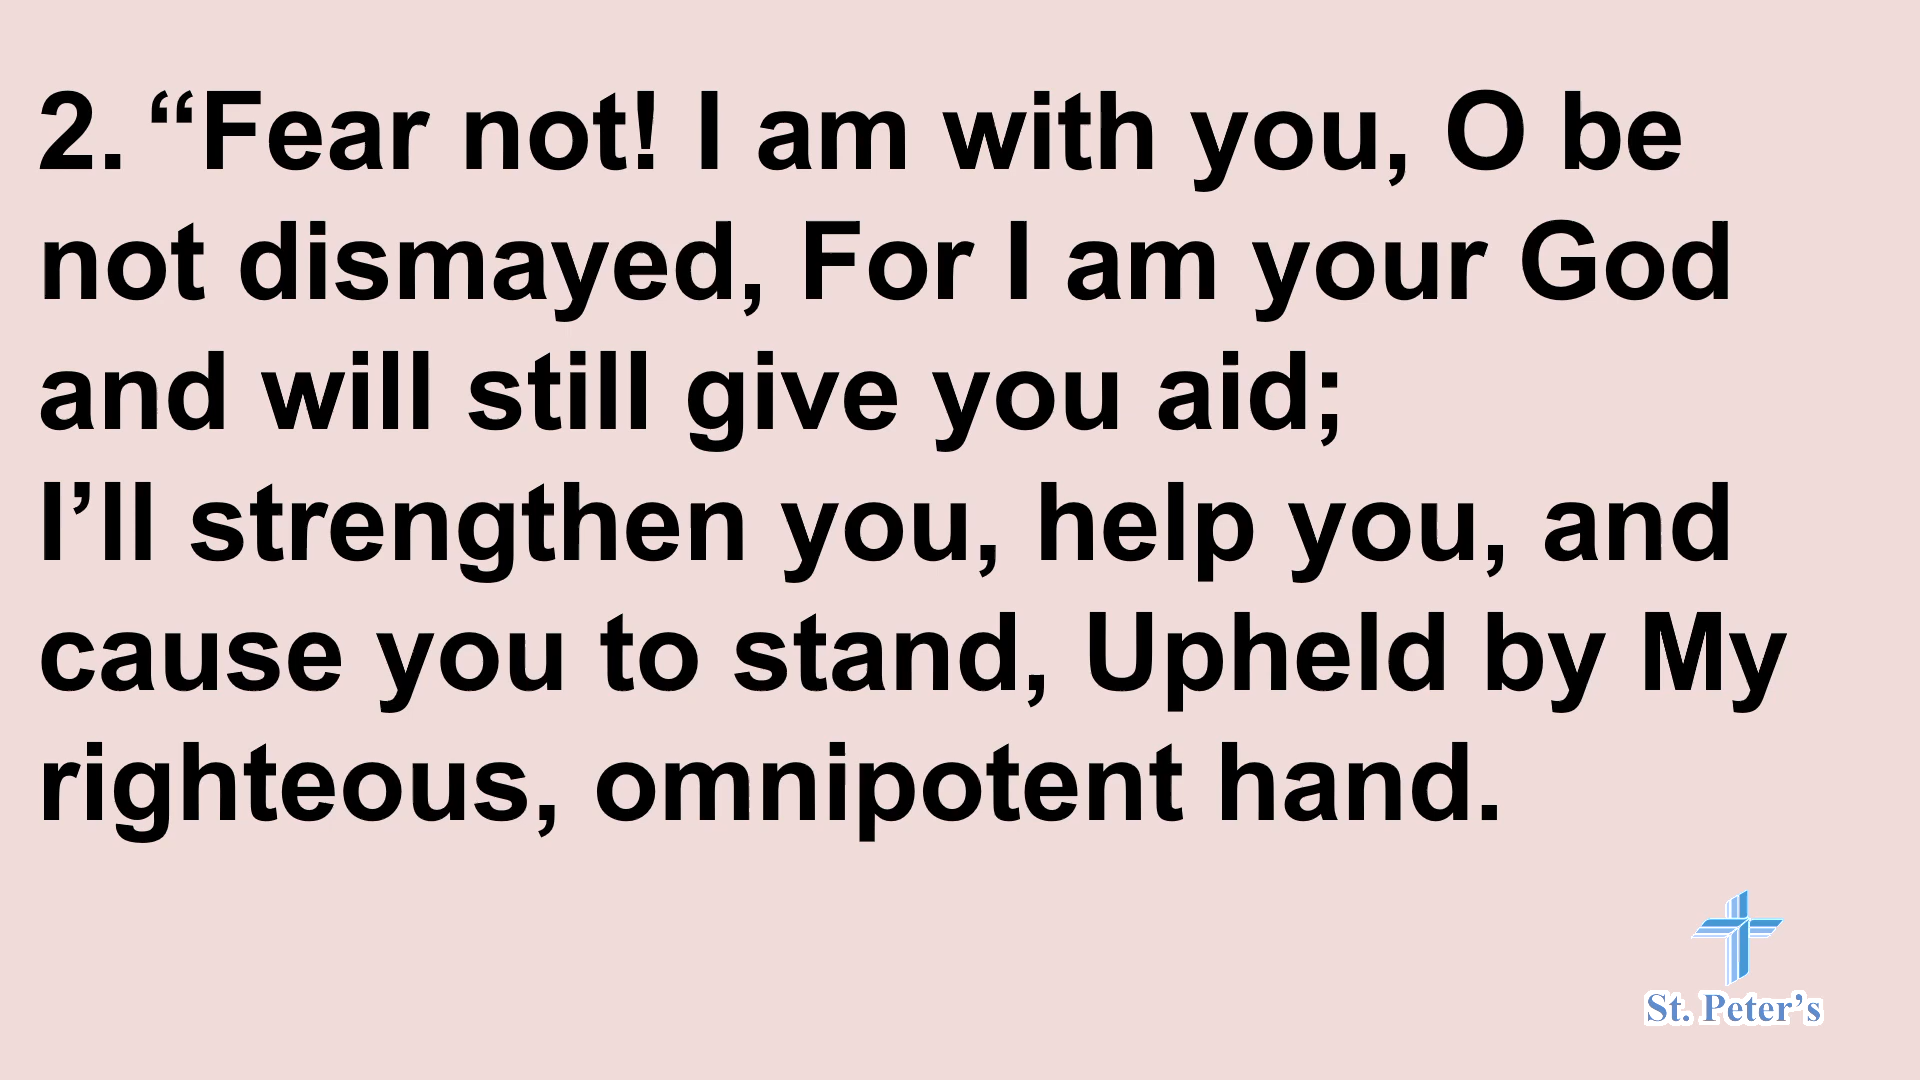 2. “Fear not! I am with you, O be
not dismayed, For I am your God
and will still give you aid;
I’ll strengthen you, help you, and
cause you to stand, Upheld by My
righteous, omnipotent hand.
St. Peter’s